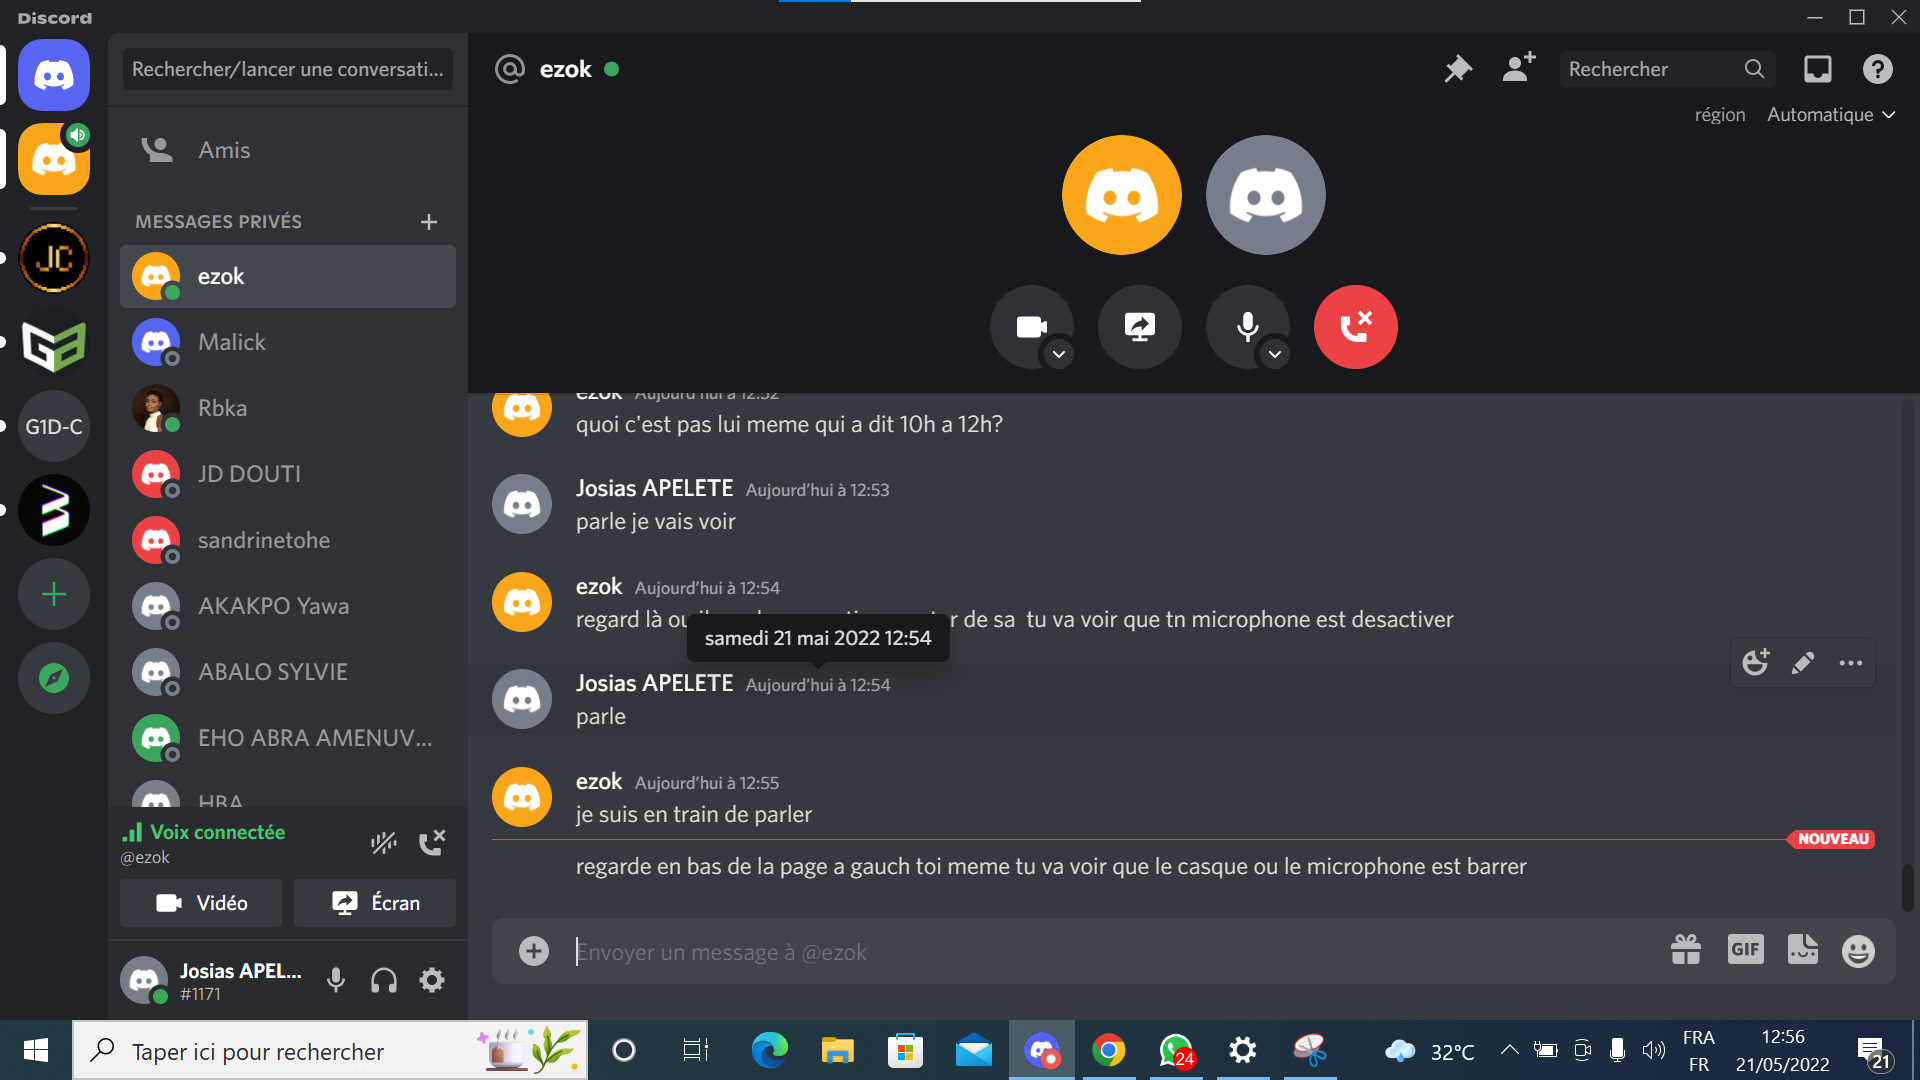 Discord
Rechercher/lancer une conversati...
Amis
MESSAGES PRIVÉS
ezok
Malick
Rbka
JD DOUTI
sandrinetohe
AKAKPO Yawa
ABALO SYLVIE
EHO ABRA AMENUV...
HBA
JC
G1D-C
Voix connectée
@ezok
Vidéo
Écran
Josias APEL...
#1171
ezok
Rechercher
région Automatique
ezok Aujourd'hui à 12:52
quoi c'est pas lui meme qui a dit 10h a 12h?
Josias APELETE Aujourd'hui à 12:53
parle je vais voir
ezok Aujourd'hui à 12:54
regard là ou de sa tu va voir que tn microphone est desactiver
samedi 21 mai 2022 12:54
Josias APELETE Aujourd'hui à 12:54
parle
ezok Aujourd'hui à 12:55
je suis en train de parler
NOUVEAU
regarde en bas de la page a gauch toi meme tu va voir que le casque ou le microphone est barrer
Envoyer un message à @ezok
GIF
Taper ici pour rechercher
24
32°C
FRA
FR
12:56
21/05/2022
21